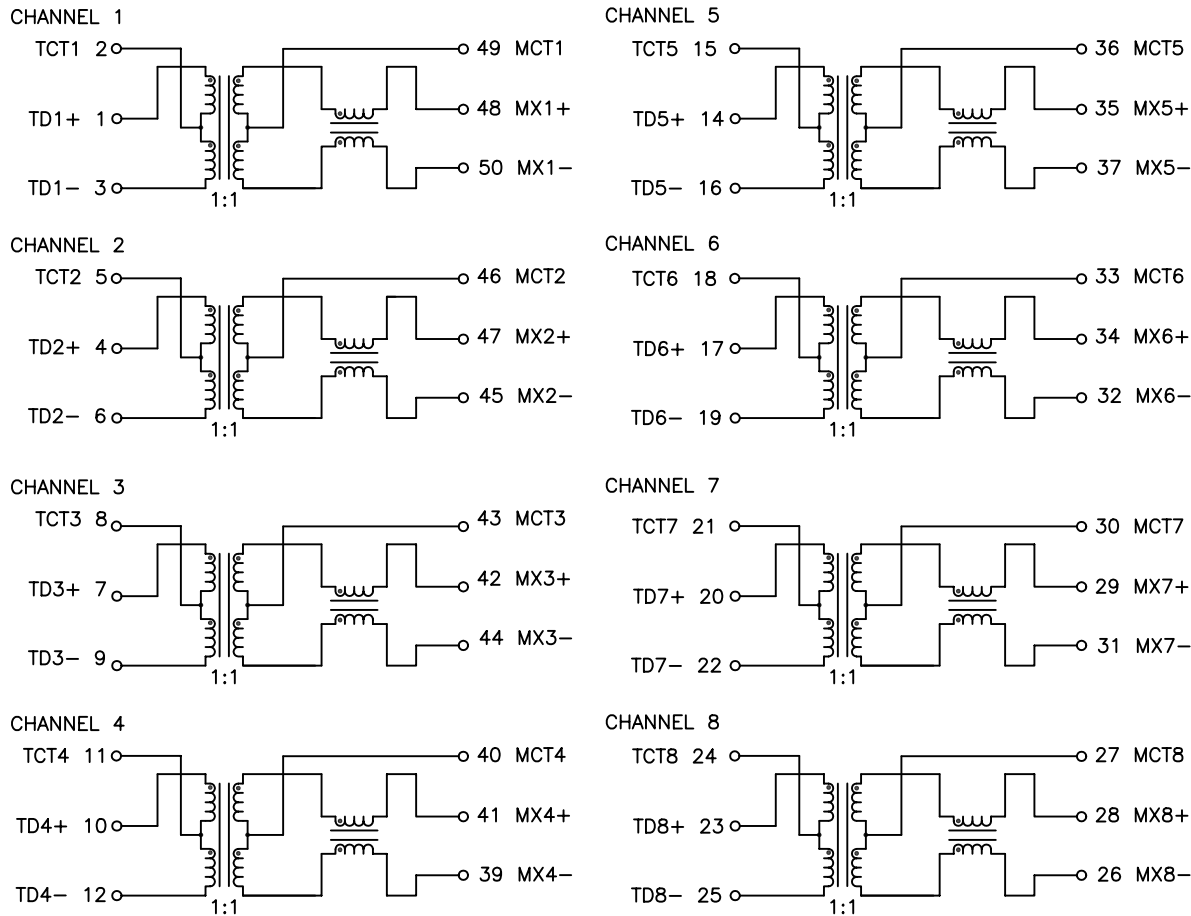 CHANNEL 1
TCT1 2
49 MCT1
48 MX1+
TD1+ 1
50 MX1−
TD1− 3
1:1
CHANNEL 2
TCT2 5
46 MCT2
47 MX2+
TD2+ 4
45 MX2−
TD2− 6
1:1
CHANNEL 3
TCT3 8
43 MCT3
42 MX3+
TD3+ 7
44 MX3−
TD3− 9
1:1
CHANNEL 4
TCT4 11
40 MCT4
41 MX4+
TD4+ 10
39 MX4−
TD4− 12
1:1
CHANNEL 5
TCT5 15
36 MCT5
35 MX5+
TD5+ 14
37 MX5−
TD5− 16
1:1
CHANNEL 6
TCT6 18
33 MCT6
34 MX6+
TD6+ 17
32 MX6−
TD6− 19
1:1
CHANNEL 7
TCT7 21
30 MCT7
29 MX7+
TD7+ 20
31 MX7−
TD7− 22
1:1
CHANNEL 8
TCT8 24
27 MCT8
28 MX8+
TD8+ 23
26 MX8−
TD8− 25
1:1